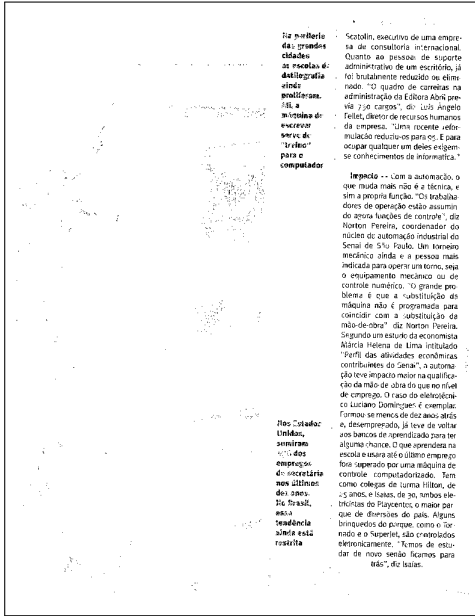 Na periferia
das grandes
cidades
as escolas de
datilografia
ainda
proliferam.
Ali, a
máquina de
escrever
serve de
"treino"
para o
computador
Scatolin, executivo de uma empre-
sa de consultoria internacional.
Quanto ao pessoal de suporte
administrativo de um escritório, já
foi brutalmente reduzido ou elimi-
nado. "O quadro de carreiras na
administração da Editora Abril pre-
via 750 cargos", diz Luís Angelo
Fellet, diretor de recursos humanos
da empresa. "Uma recente refor-
mulação reduziu-os para 95. E para
ocupar qualquer um deles exigem-
se conhecimentos de informatica."
Impacto -- Com a automação, o
que muda mais não é a técnica, e
sim a propria função. "Os trabalha-
dores de operação estão assumin-
do agora funções de controle", diz
Norton Pereira, coordenador do
núcleo de automação industrial do
Senai de São Paulo. Um torneiro
mecânico ainda e a pessoa mais
indicada para operar um torno, seja
o equipamento mecânico ou de
controle numérico. "O grande pro-
blema é que a substituição da
máquina não é programada para
coincidir com a substituição da
mão-de-obra" diz Norton Pereira.
Segundo um estudo da economista
Márcia Helena de Lima intitulado
"Perfil das atividades econômicas
contribuintes do Senai", a automa-
ção teve impacto maior na qualifica-
ção da mão-de obra do que no nível
de emprego. O caso do eletrotécni-
co Luciano Domingues é exemplar.
Formou-se menos de dez anos atrás
e, desempregado, já teve de voltar
aos bancos de aprendizado para ter
alguma chance. O que aprendera na
escola e usara até o último emprego
fora superado por uma máquina de
controle computadorizado. Tem
como colegas de turma Hilton, de
25 anos, e Isaías, de 30, ambos ele-
tricistas do Playcenter, o maior par-
que de diversões do país. Alguns
brinquedos do parque, como o Tor-
nado e o Superjet, são controlados
eletronicamente. "Temos de estu-
dar de novo senão ficamos para
trás", diz Isaías.
Nos Estados
Unidos,
sumiram
dos
empregos
de secretária
nos últimos
dez anos.
No Brasil,
essa
tendência
ainda está
restrita